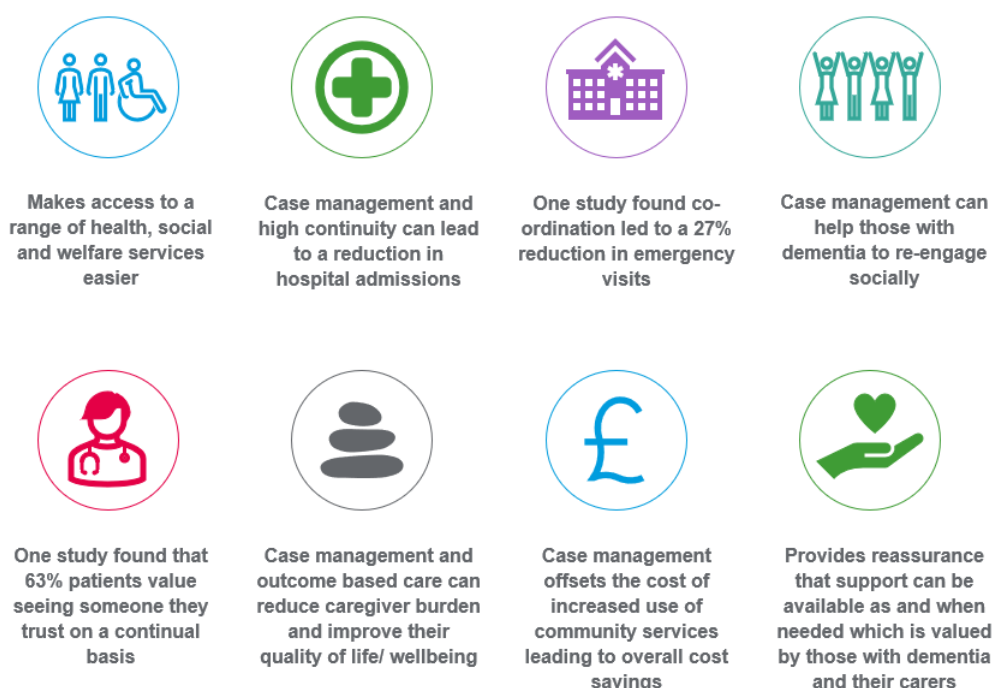 Makes access to a
range of health, social
and welfare services
easier
Case management and
high continuity can lead
to a reduction in
hospital admissions
One study found co-
ordination led to a 27%
reduction in emergency
visits
Case management can
help those with
dementia to re-engage
socially
One study found that
63% patients value
seeing someone they
trust on a continual
basis
Case management and
outcome based care can
reduce caregiver burden
and improve their
quality of life/ wellbeing
Case management
offsets the cost of
increased use of
community services
leading to overall cost
savings
Provides reassurance
that support can be
available as and when
needed which is valued
by those with dementia
and their carers